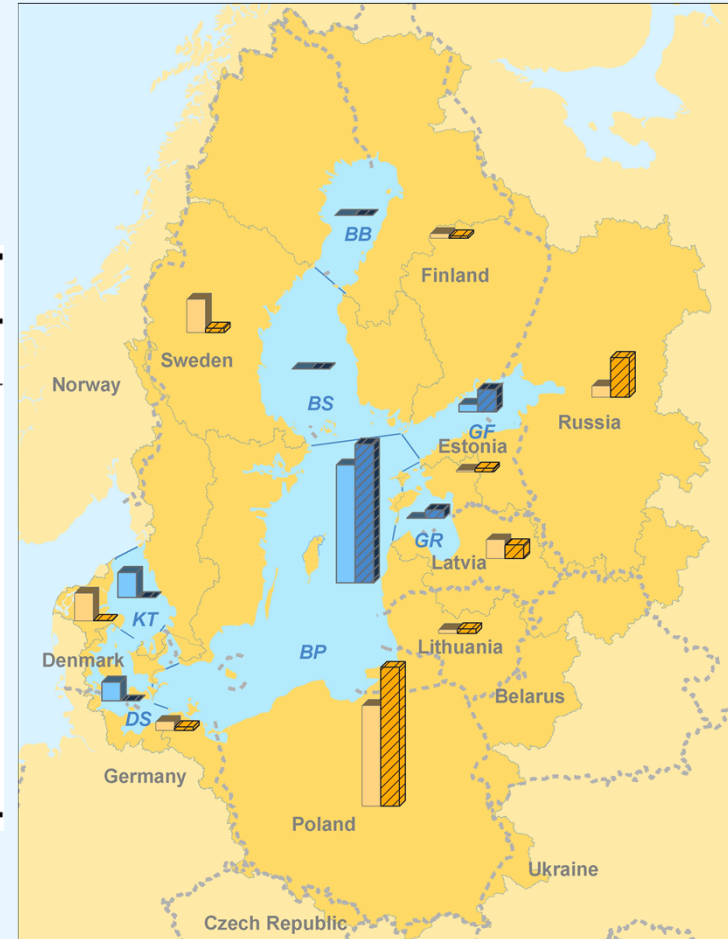 BB
Finland
Sweden
Norway
BS
Russia
GF
Estonia
GR
Latvia
KT
Lithuania
BP
Denmark
Belarus
DS
Germany
Poland
Ukraine
Czech Republic